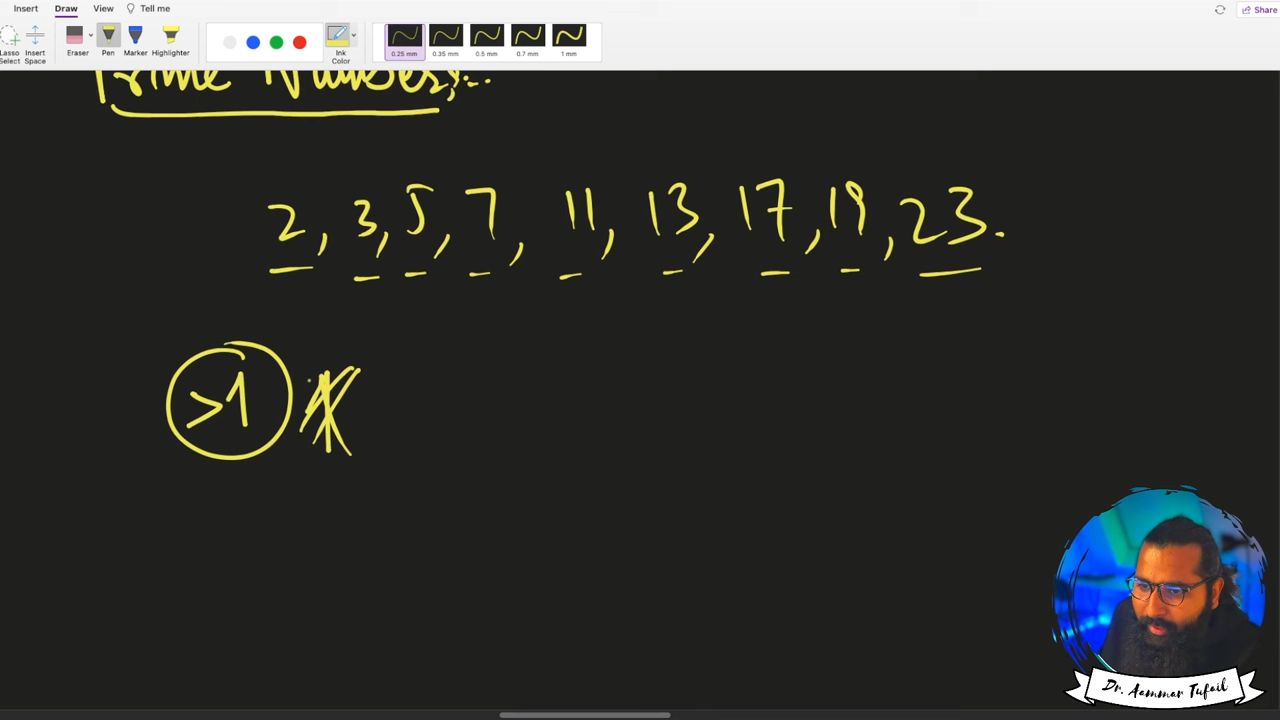 Insert Draw View Tell me Share
Lasso Select Insert Space Eraser Pen Marker Highlighter Ink Color 0.25 mm 0.35 mm 0.5 mm 0.7 mm 1 mm
Prime Numbers;..
2, 3, 5, 7, 11, 13, 17, 19, 23.
>1
Dr. Aammar Tufail